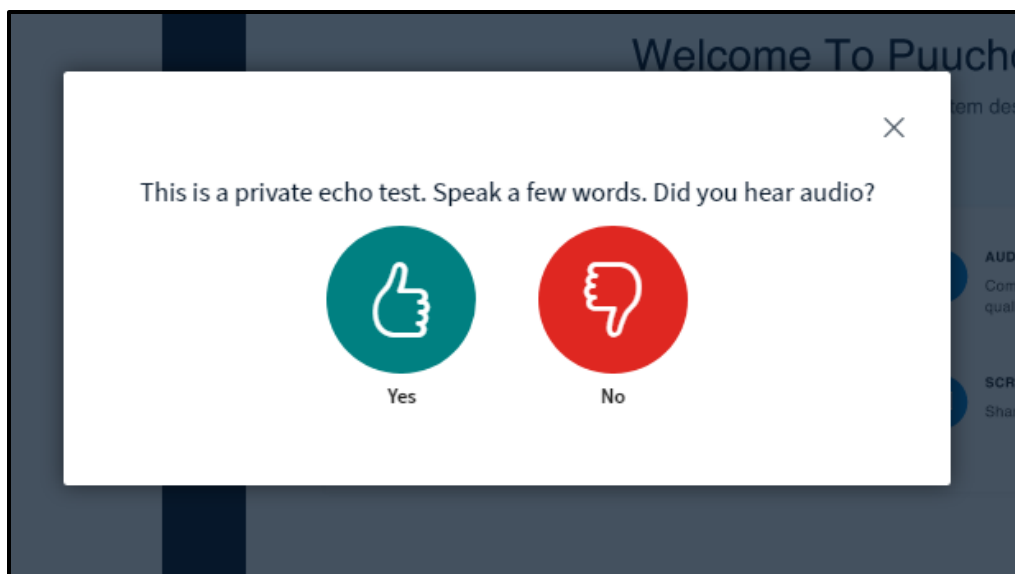 Welcome To
This is a private echo test. Speak a few words. Did you hear audio?
Yes
No